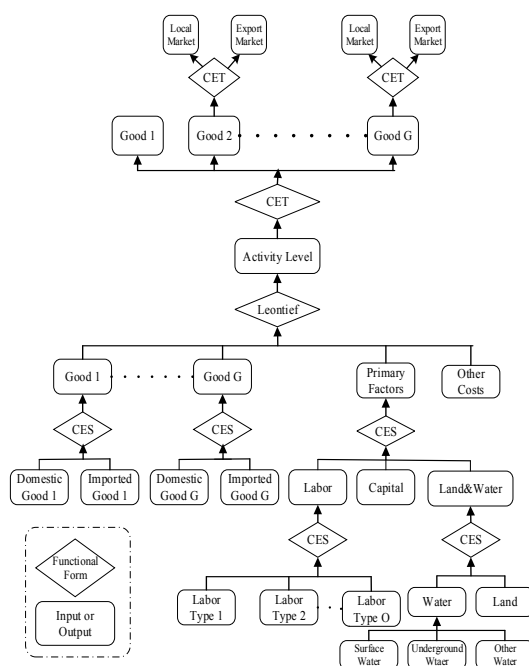 Local
Market
Export
Market
Local
Market
Export
Market
CET
CET
Good 1
Good 2
Good G
CET
Activity Level
Leontief
Good 1
Good G
Primary
Factors
Other
Costs
CES
CES
CES
Domestic
Good 1
Imported
Good 1
Domestic
Good G
Imported
Good G
Labor
Capital
Land&Water
CES
CES
Functional
Form
Input or
Output
Labor
Type 1
Labor
Type 2
Labor
Type O
Water
Land
Surface
Water
Underground
Wtaer
Other
Water